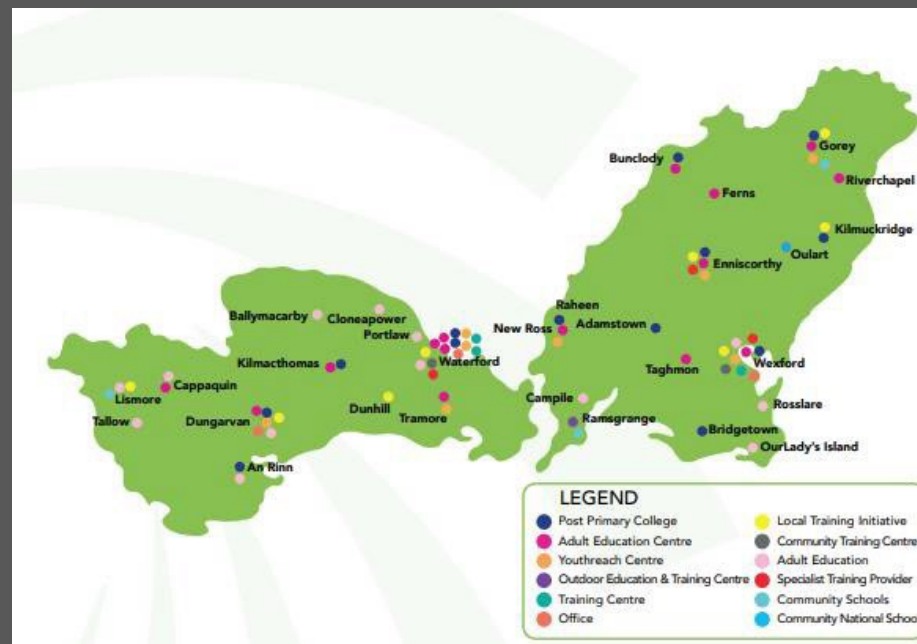 Gorey
Bunclody
Riverchapel
Ferns
Kilmuckridge
Oulart
Enniscorthy
Raheen
New Ross
Adamstown
Ballymacarby
Cloneapower
Portlaw
Waterford
Kilmacthomas
Taghmon
Wexford
Cappaquin
Lismore
Dunhill
Campile
Rosslare
Tallow
Dungarvan
Tramore
Ramsgrange
Bridgetown
OurLady's Island
An Rinn
LEGEND
Post Primary College
Adult Education Centre
Youthreach Centre
Outdoor Education & Training Centre
Training Centre
Office
Local Training Initiative
Community Training Centre
Adult Education
Specialist Training Provider
Community Schools
Community National